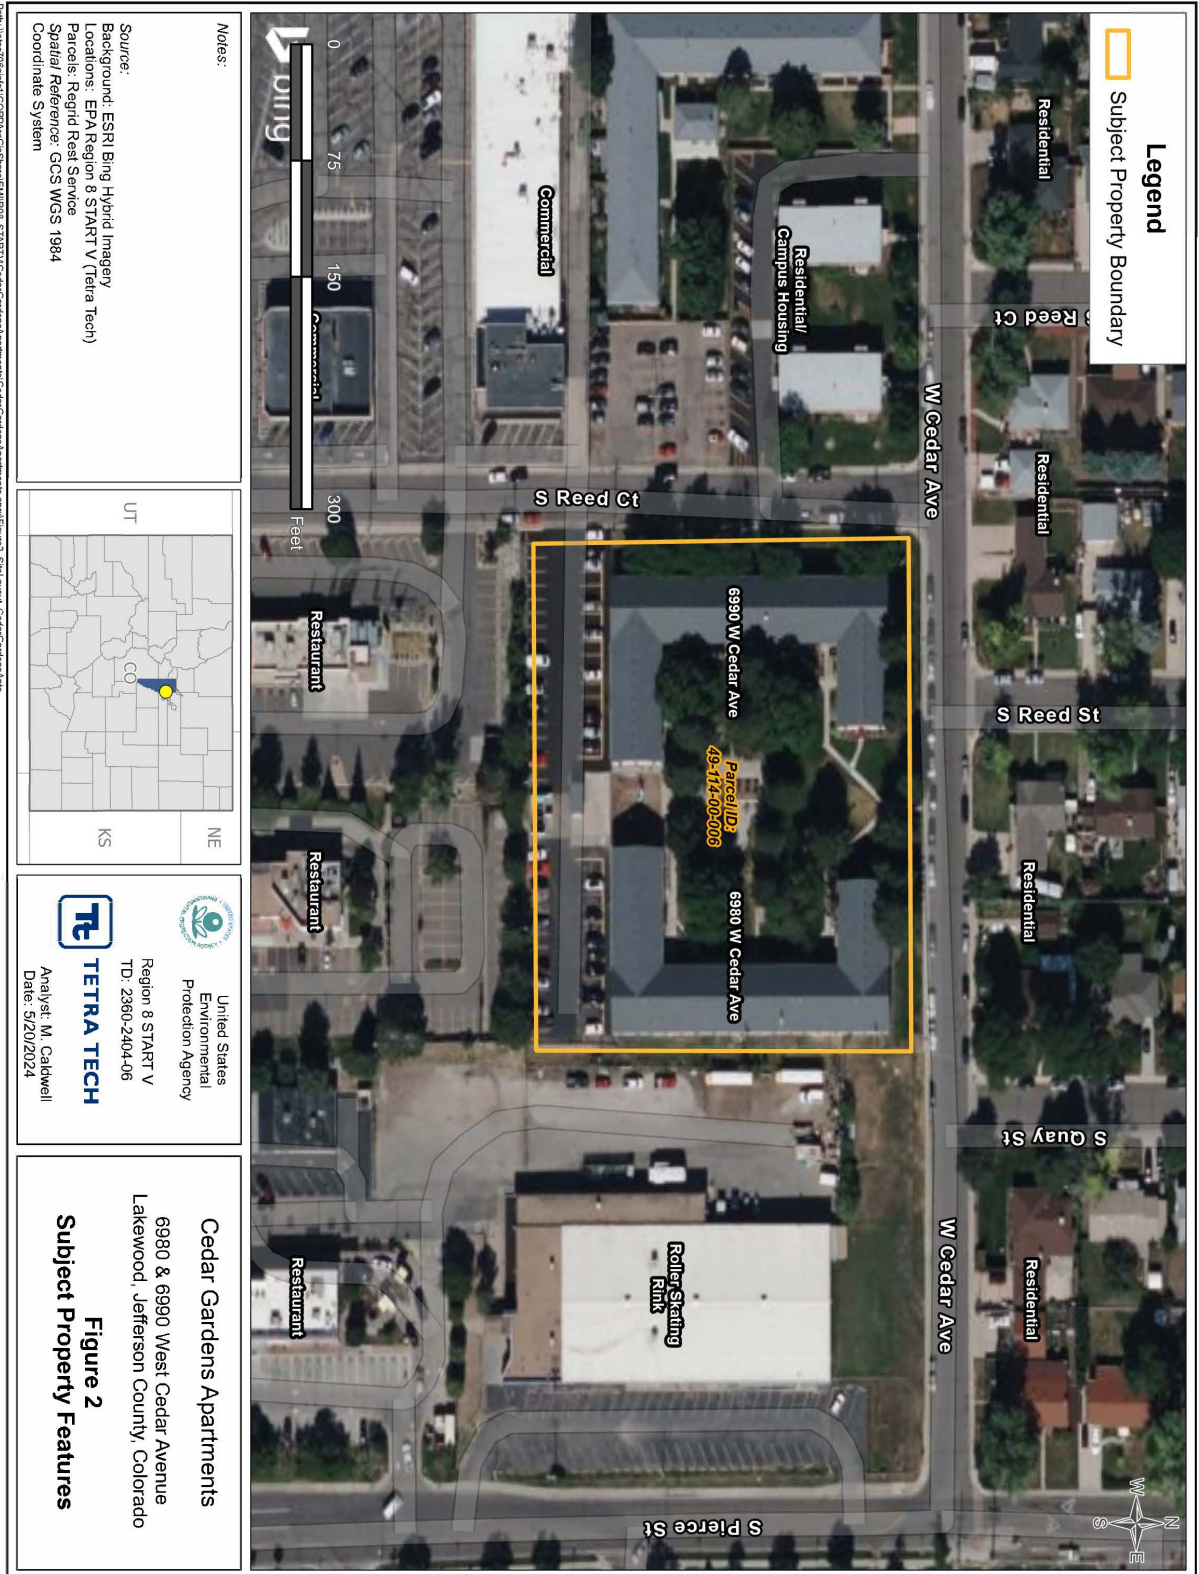 Legend
Subject Property Boundary
Residential
Reed Ct
Residential
S Reed St
Residential
S Quay St
Residential
W Cedar Ave
W Cedar Ave
Residential/
Campus Housing
Commercial
Commercial
S Reed Ct
6990 W Cedar Ave
Parcel ID:
49-114-00-006
6980 W Cedar Ave
Roller Skating
Rink
S Pierce St
Restaurant
Restaurant
Restaurant
N
W
E
S
0 75 150 300
Feet
bing
Notes:
Source:
Background: ESRI Bing Hybrid Imagery
Locations: EPA Region 8 START V (Tetra Tech)
Parcels: Regrid Rest Service
Spatial Reference: GCS WGS 1984
Coordinate System
UT
CO
NE
KS
United States
Environmental
Protection Agency
Region 8 START V
TD: 2360-2404-06
Tt
TETRA TECH
Analyst: M. Caldwell
Date: 5/20/2024
Cedar Gardens Apartments
6980 & 6990 West Cedar Avenue
Lakewood, Jefferson County, Colorado
Figure 2
Subject Property Features